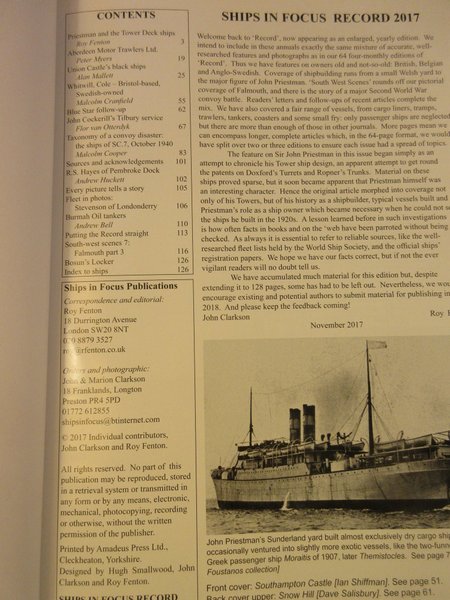 CONTENTS
Priestman and the Tower Deck ships
Roy Fenton 3
Aberdeen Motor Trawlers Ltd.
Peter Myers 19
Union Castle's black ships
Alan Mallett 25
Whitwill, Cole – Bristol-based,
Swedish-owned
Malcolm Cranfield 55
Blue Star follow-up 62
John Cockerill's Tilbury service
Flor van Otterdyk 67
Taxonomy of a convoy disaster:
the ships of SC.7, October 1940
Malcolm Cooper 83
Sources and acknowledgements 101
R.S. Hayes of Pembroke Dock
Andrew Huckett 102
Every picture tells a story 105
Fleet in photos:
Stevenson of Londonderry 106
Burmah Oil tankers
Andrew Bell 110
Putting the Record straight 113
South-west scenes 7:
Falmouth part 3 116
Bosun's Locker 126
Index to ships 126
Ships in Focus Publications
Correspondence and editorial:
Roy Fenton
18 Durrington Avenue
London SW20 8NT
020 8879 3527
roy@rfenton.co.uk
Orders and photographic:
John & Marion Clarkson
18 Franklands, Longton
Preston PR4 5PD
01772 612855
shipsinfocus@btinternet.com
© 2017 Individual contributors,
John Clarkson and Roy Fenton.
All rights reserved. No part of this
publication may be reproduced, stored
in a retrieval system or transmitted in
any form or by any means, electronic,
mechanical, photocopying, recording
or otherwise, without the written
permission of the publisher.
Printed by Amadeus Press Ltd.,
Cleckheaton, Yorkshire.
Designed by Hugh Smallwood, John
Clarkson and Roy Fenton.
SHIPS IN FOCUS RECORD
SHIPS IN FOCUS RECORD 2017
Welcome back to 'Record', now appearing as an enlarged, yearly edition. We
intend to include in these annuals exactly the same mixture of accurate, well-
researched features and photographs as in our 64 four-monthly editions of
'Record'. Thus we have features on owners old and not-so-old: British, Belgian
and Anglo-Swedish. Coverage of shipbuilding runs from a small Welsh yard to
the major figure of John Priestman. 'South West Scenes' rounds off our pictorial
coverage of Falmouth, and there is the story of a major Second World War
convoy battle. Readers' letters and follow-ups of recent articles complete the
mix. We have also covered a fair range of vessels, from cargo liners, tramps,
trawlers, tankers, coasters and some small fry: only passenger ships are neglected
but there are more than enough of those in other journals. More pages mean we
can encompass longer, complete articles which, in the 64-page format, we would
have split over two or three editions to ensure each issue had a spread of topics.
The feature on Sir John Priestman in this issue began simply as an
attempt to chronicle his Tower ship design, an apparent attempt to get round
the patents on Doxford's Turrets and Ropner's Trunks. Material on these
ships proved sparse, but it soon became apparent that Priestman himself was
an interesting character. Hence the original article morphed into coverage not
only of his Towers, but of his history as a shipbuilder, typical vessels built and
Priestman's role as a ship owner which became necessary when he could not se
the ships he built in the 1920s. A lesson learned before in such investigations
is how often facts in books and on the 'web have been parroted without being
checked. As always it is essential to refer to reliable sources, like the well-
researched fleet lists held by the World Ship Society, and the official ships'
registration papers. We hope we have our facts correct, but if not the ever
vigilant readers will no doubt tell us.
We have accumulated much material for this edition but, despite
extending it to 128 pages, some has had to be left out. Nevertheless, we wou
encourage existing and potential authors to submit material for publishing in
2018. And please keep the feedback coming!
John Clarkson Roy
November 2017
John Priestman's Sunderland yard built almost exclusively dry cargo ship
occasionally ventured into slightly more exotic vessels, like the two-funn
Greek passenger ship Moraitis of 1907, later Themistocles. See page 7
Foustanos collection]
Front cover: Southampton Castle [Ian Shiffman]. See page 51.
Back cover upper: Snow Hill [Dave Salisbury]. See page 61.